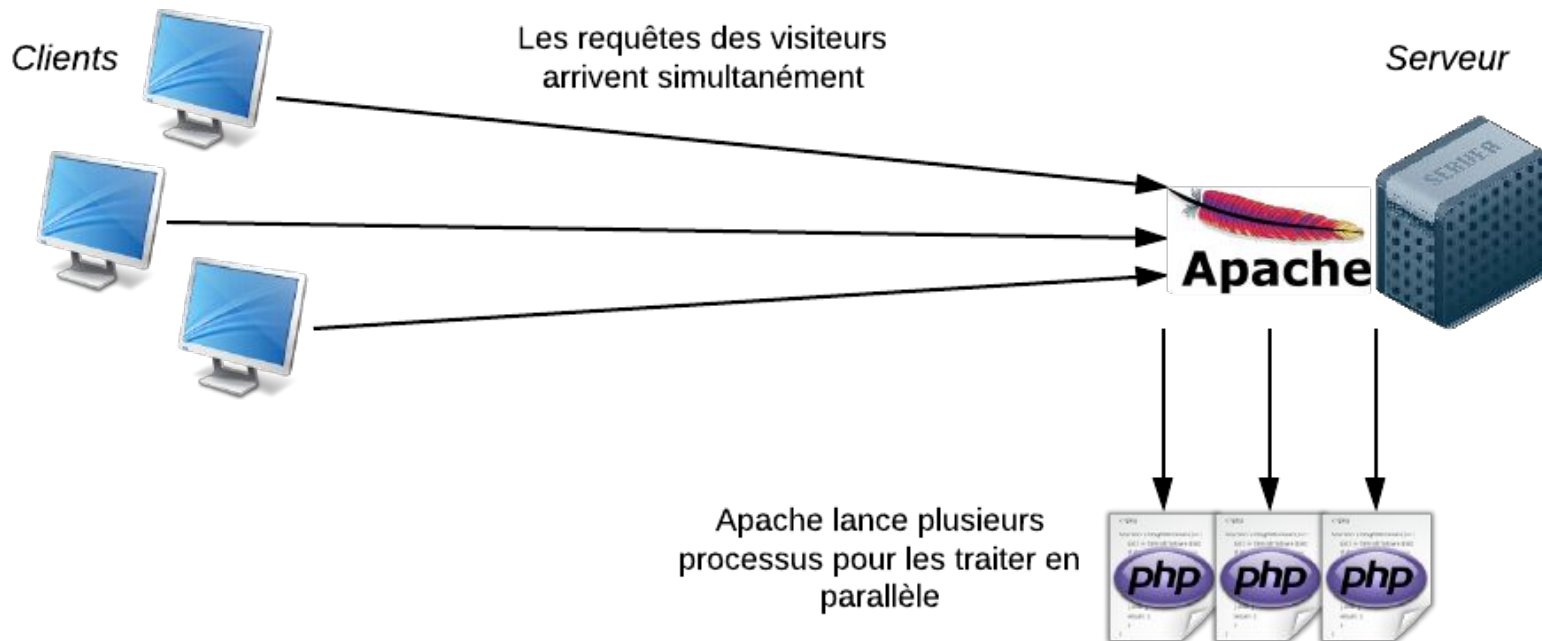 Clients
Les requêtes des visiteurs
arrivent simultanément
Serveur
SERVER
Apache
Apache lance plusieurs
processus pour les traiter en
parallèle
php
php
php